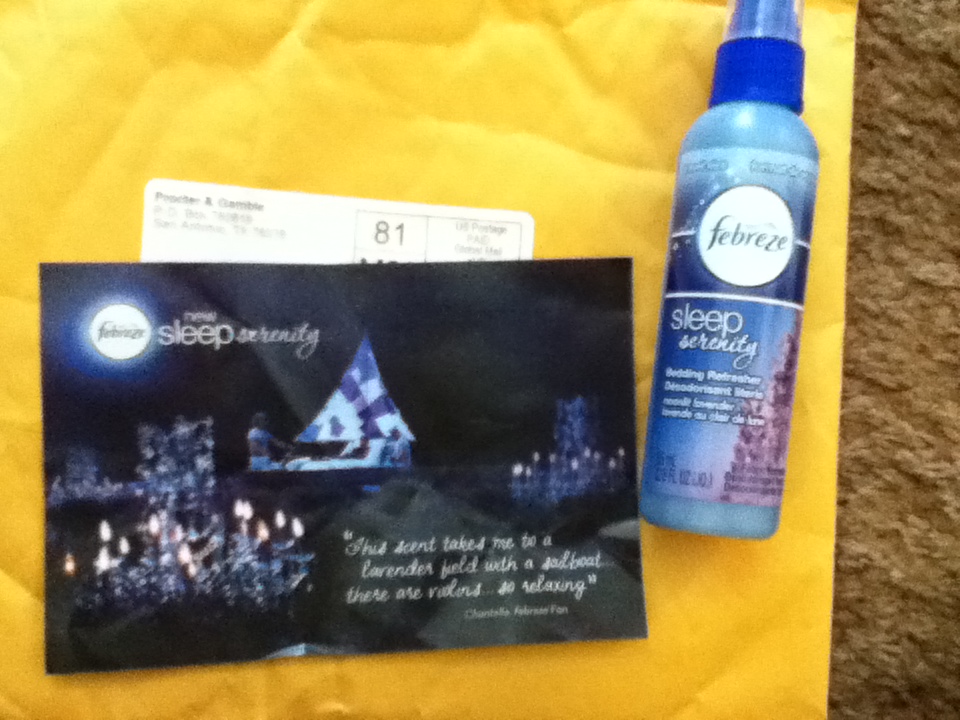 Procter & Gamble
P.O. Box
San Antonio, TX
81
US Postage
PAID
febreze
new
sleep serenity
"This scent takes me to a
lavender field with a sailboat...
there are violins... so relaxing"
Chantelle, Febreze Fan
febreze
sleep
serenity
Bedding Refresher
Désodorisant literie
moonlit lavender
lavande au clair de lune